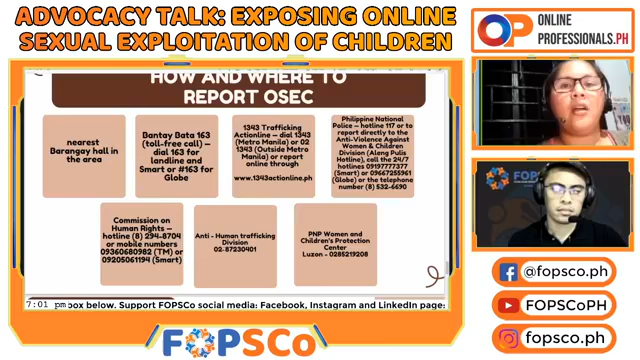 ADVOCACY TALK: EXPOSING ONLINE
SEXUAL EXPLOITATION OF CHILDREN
OP
ONLINE
PROFESSIONALS.PH
HOW AND WHERE TO
REPORT OSEC
nearest
Barangay hall in
the area
Bantay Bata 163
(toll-free call) –
dial 163 for
landline and
Smart or #163 for
Globe
1343 Trafficking
Actionline – dial 1343
(Metro Manila) or 02
1343 (Outside Metro
Manila) or report
online through
www.1343actionline.ph
Philippine National
Police – hotline 117 or to
report directly to the
Anti-Violence Against
Women & Children
Division (Aleng Pulis
Hotline), call the 24/7
hotlines 09197777377
(Smart) or 09667255961
(Globe) or the telephone
number (8) 532-6690
Commission on
Human Rights –
hotline (8) 294-8704
or mobile numbers
09360680982 (TM) or
09205061194 (Smart)
Anti - Human trafficking
Division
02-87230401
PNP Women and
Children's Protection
Center
Luzon - 0285219208
FOPSCo
7:01 pm
box below. Support FOPSCo social media: Facebook, Instagram and LinkedIn page:
FOPSCo
@fopsco.ph
FOPSCoPH
fopsco.ph